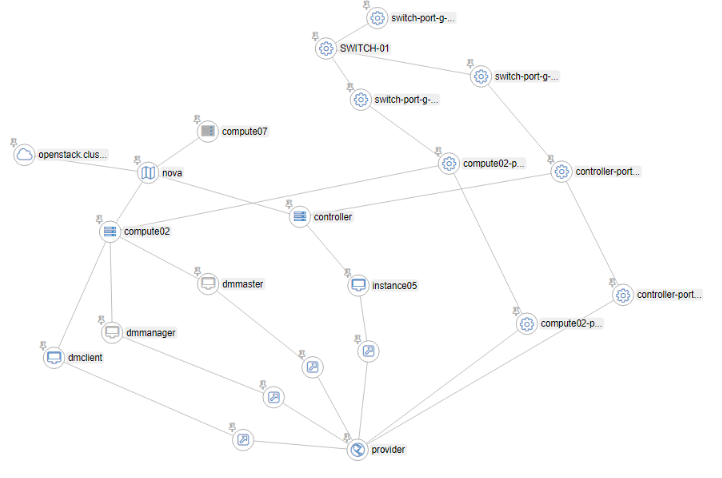 switch-port-g-...
SWITCH-01
switch-port-g-...
switch-port-g-...
compute07
openstack.clus...
nova
compute02-p...
controller-port...
controller
compute02
dmmaster
instance05
controller-port...
compute02-p...
dmmanager
dmclient
provider